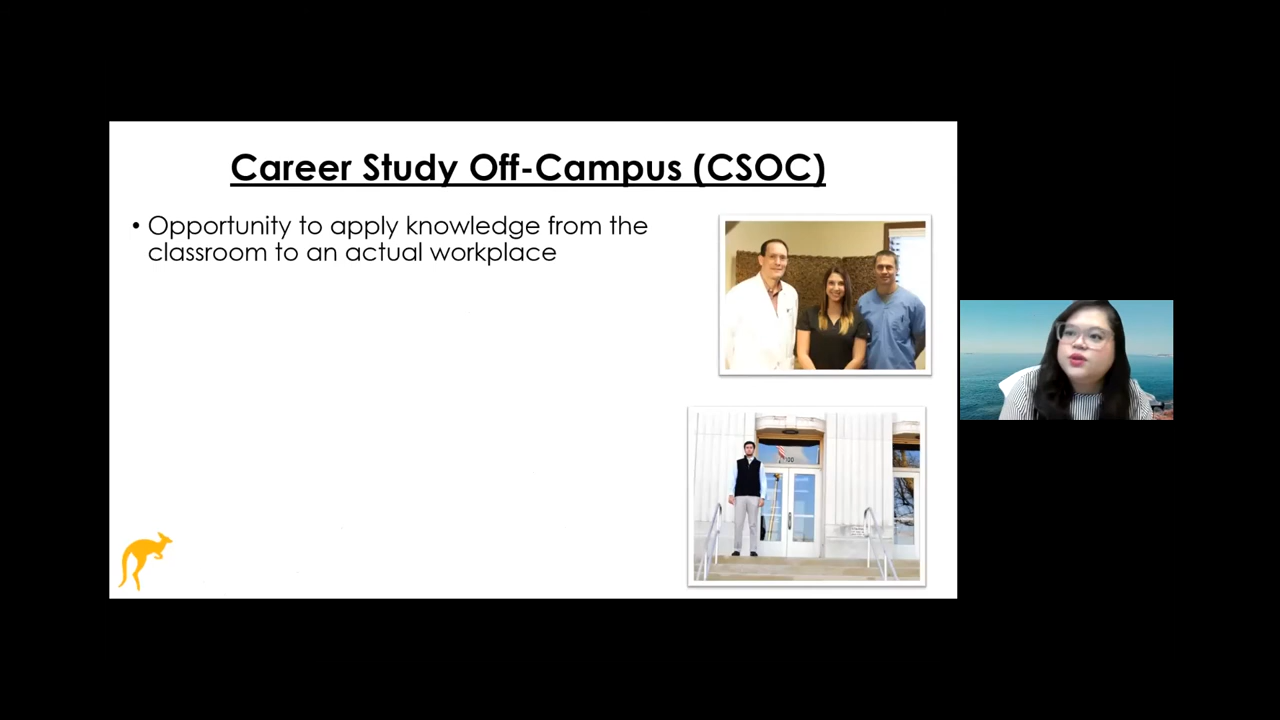 Career Study Off-Campus (CSOC)
• Opportunity to apply knowledge from the
classroom to an actual workplace